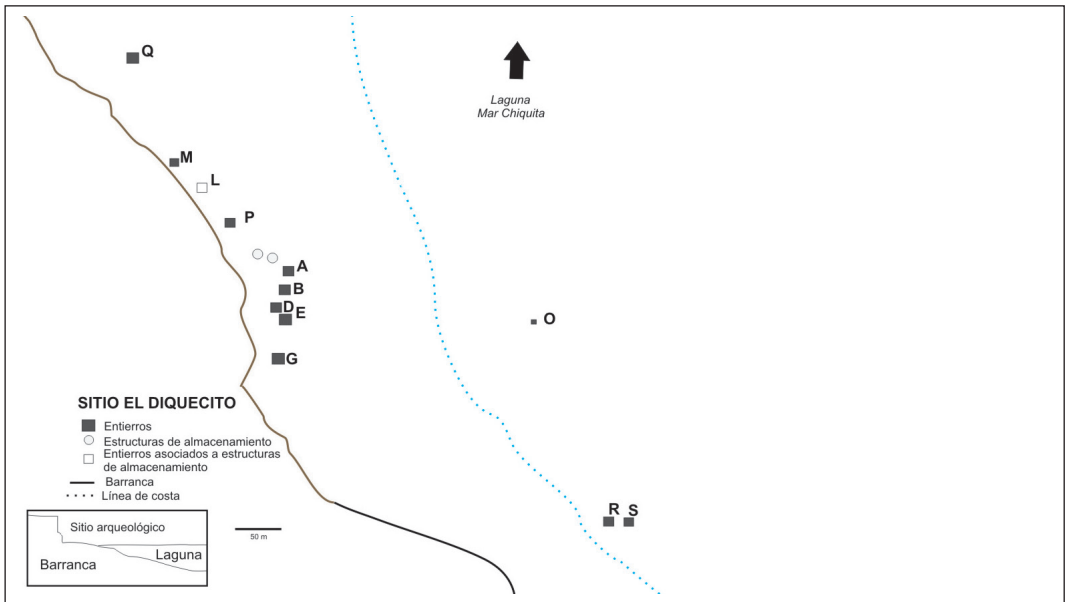 Q
Laguna
Mar Chiquita
M
L
P
A
B
D
E
O
G
SITIO EL DIQUECITO
Entierros
Estructuras de almacenamiento
Entierros asociados a estructuras
de almacenamiento
Barranca
Línea de costa
R S
Sitio arqueológico
Laguna
Barranca
50 m